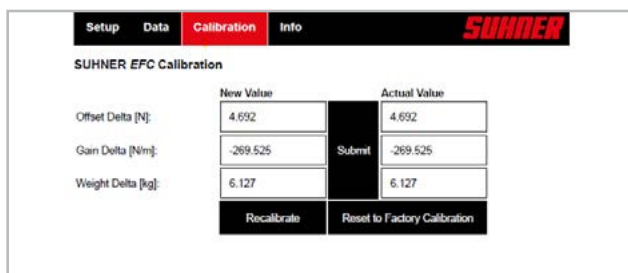 Setup Data Calibration Info SUHNER
SUHNER EFC Calibration
New Value Actual Value
Offset Delta [N]: 4.692 4.692
Gain Delta [N/m]: -269.525 Submit -269.525
Weight Delta [kg]: 6.127 6.127
Recalibrate Reset to Factory Calibration